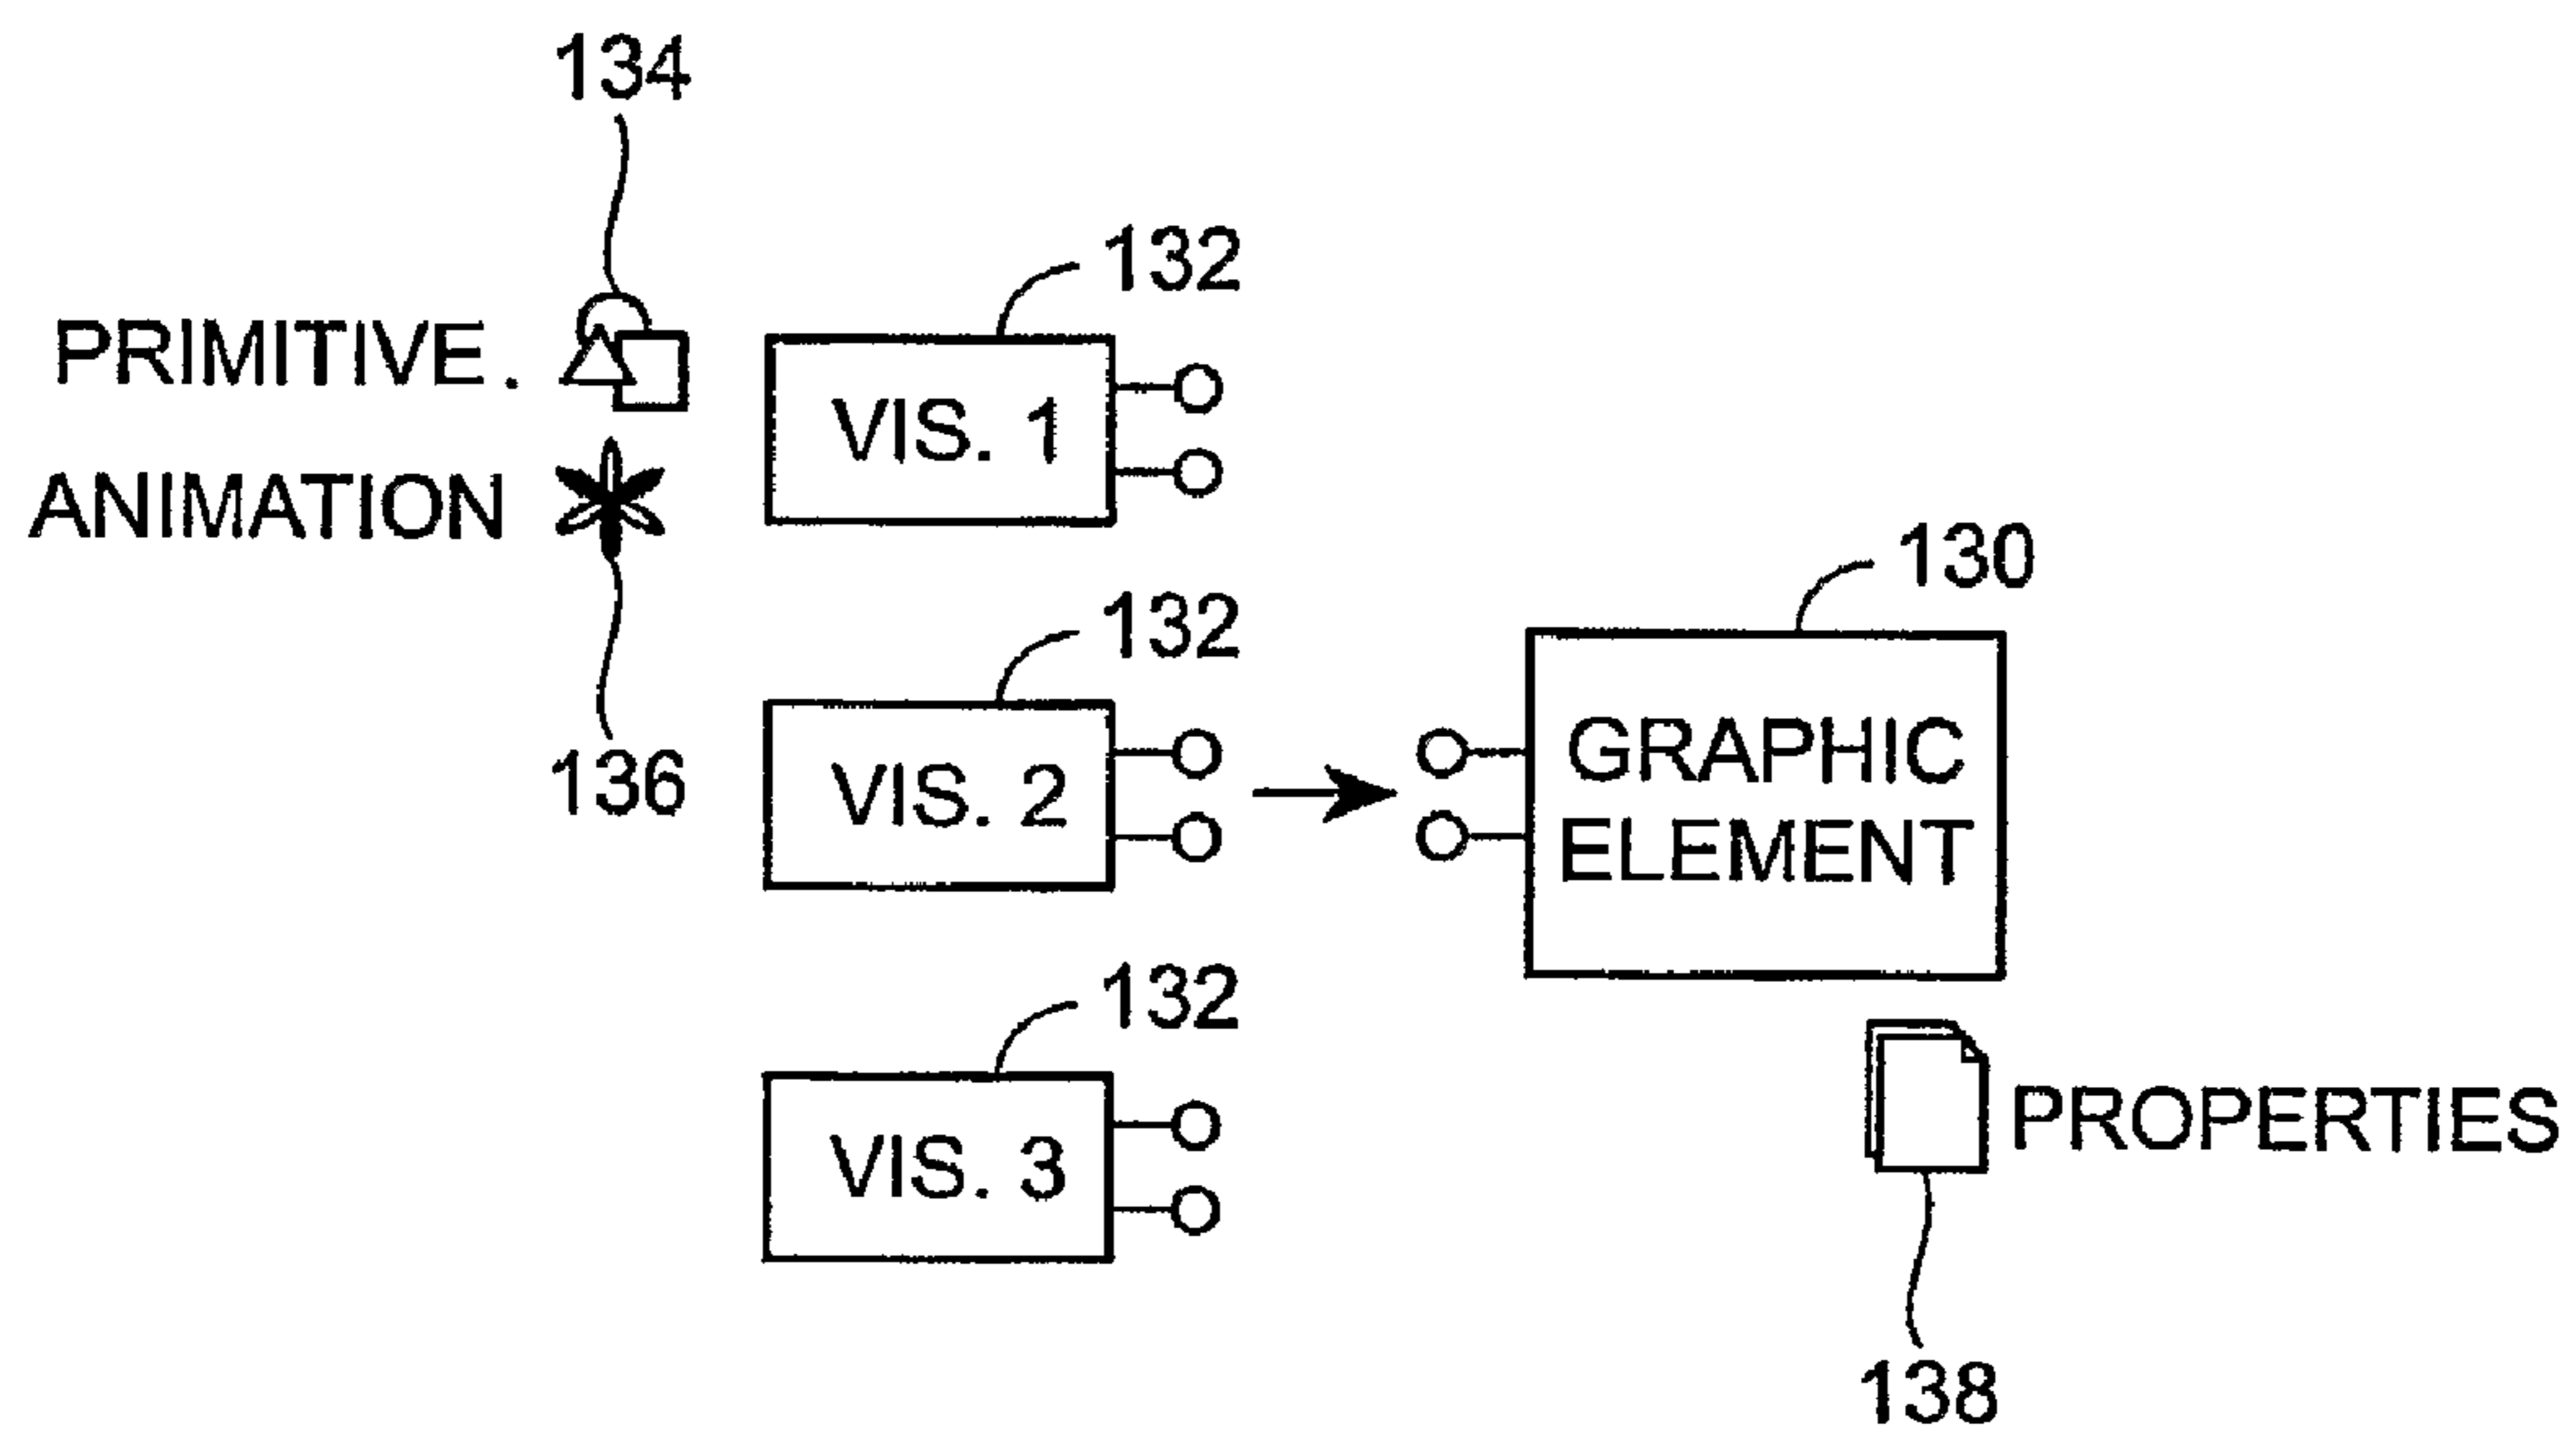 134
132
PRIMITIVE.
VIS. 1
ANIMATION
130
132
136
VIS. 2
GRAPHIC
ELEMENT
132
VIS. 3
PROPERTIES
138